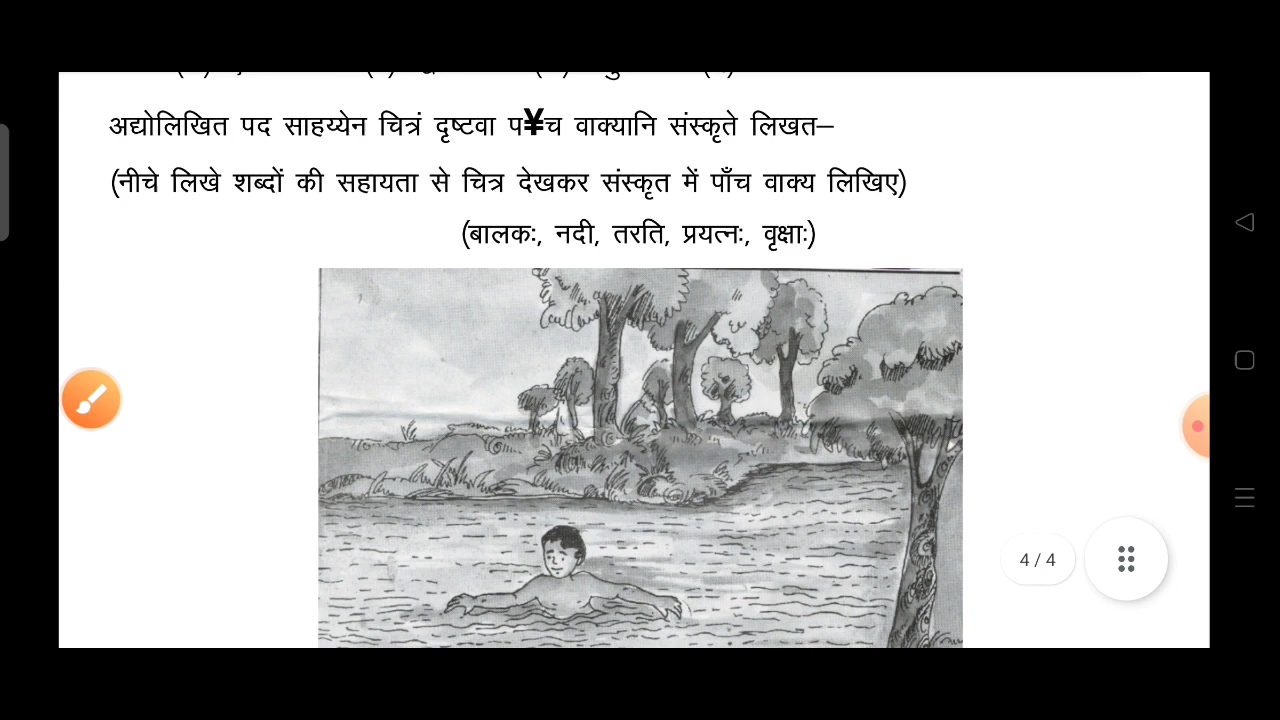 अद्योलिखित पद साहय्येन चित्रं दृष्टवा प¥च वाक्यानि संस्कृते लिखत–
(नीचे लिखे शब्दों की सहायता से चित्र देखकर संस्कृत में पाँच वाक्य लिखिए)
(बालकः, नदी, तरति, प्रयत्नः, वृक्षाः)
4 / 4